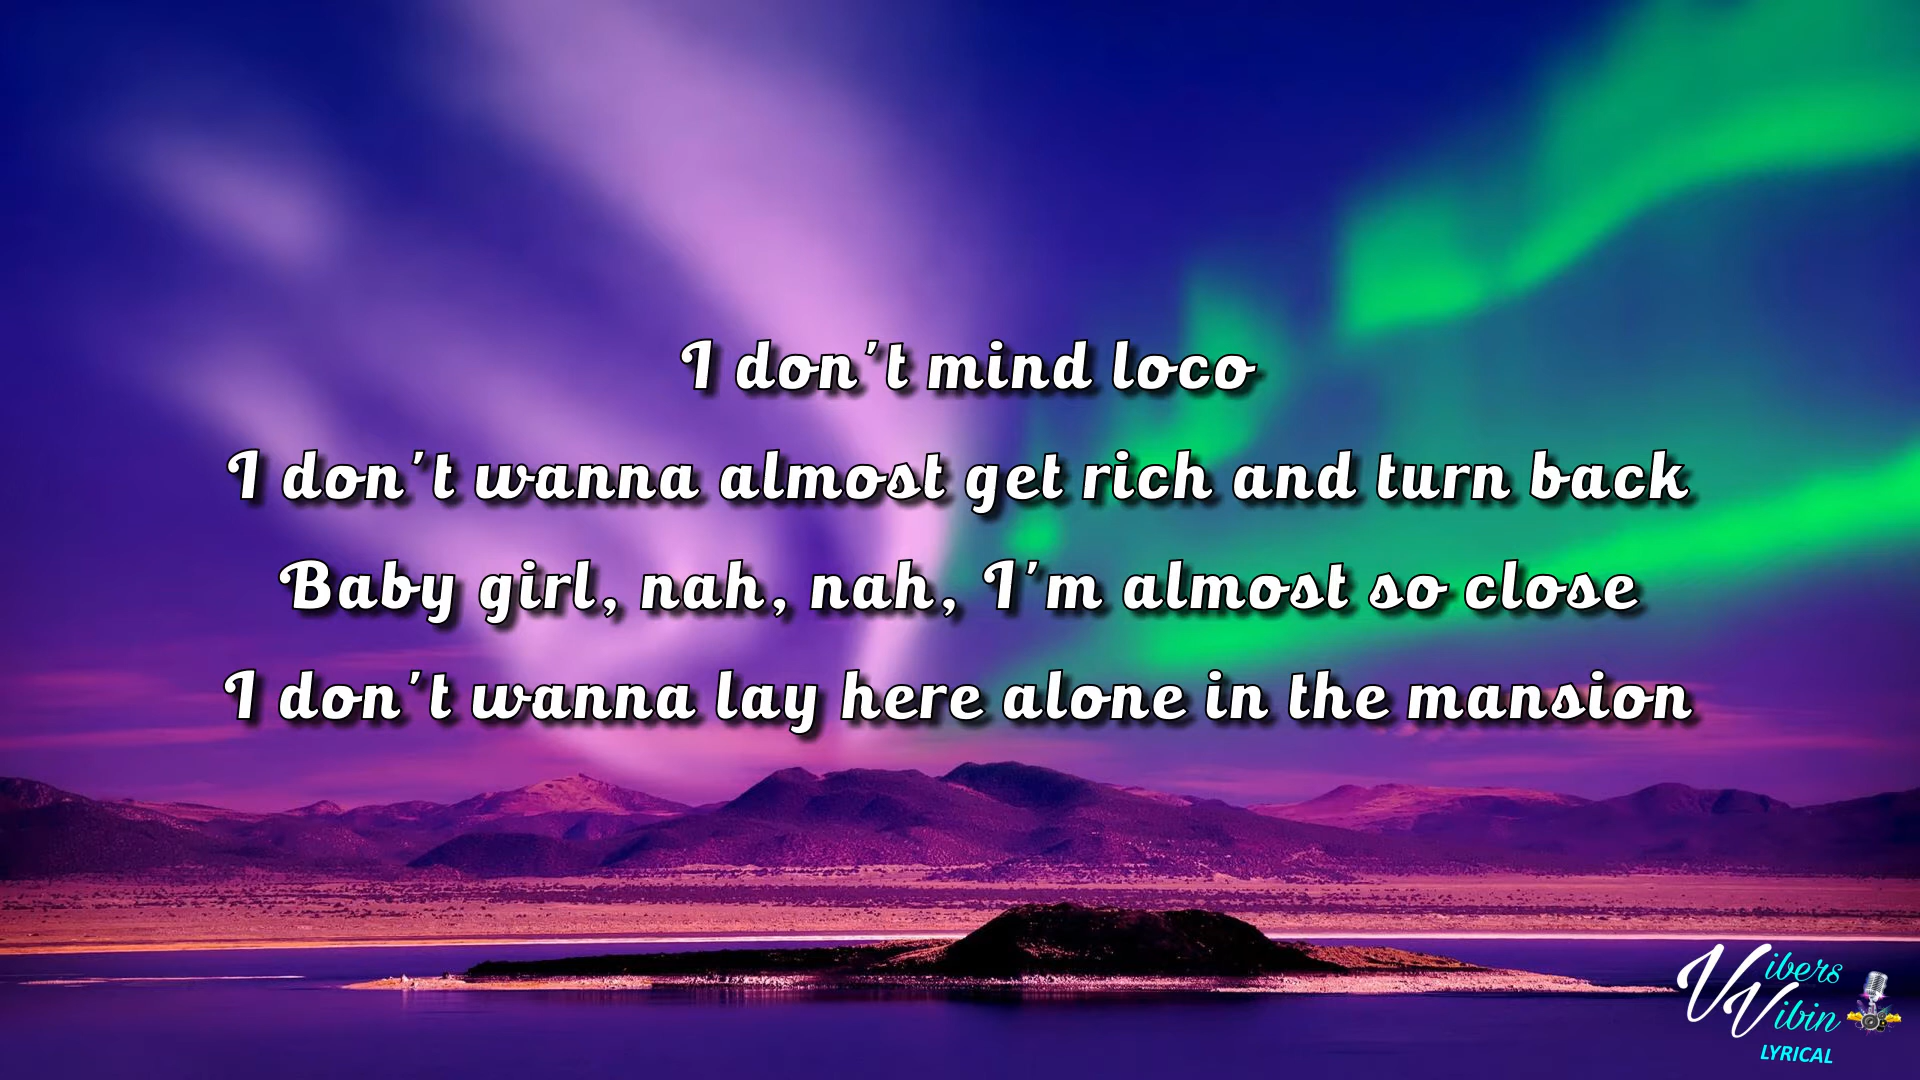 I don't mind loco
I don't wanna almost get rich and turn back
Baby girl, nah, nah, I'm almost so close
I don't wanna lay here alone in the mansion
Vibers
Vibin
LYRICAL